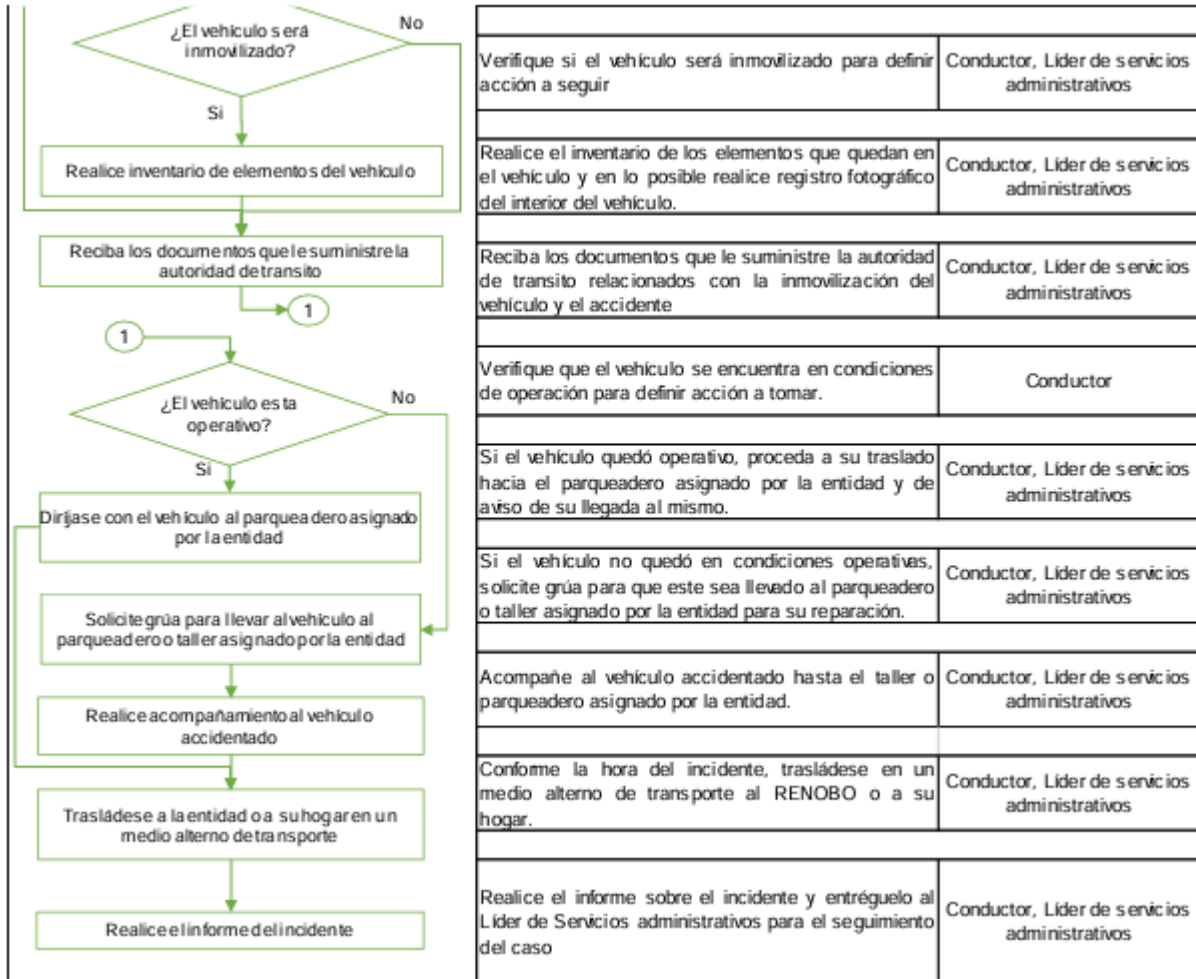 ¿El vehículo será
inmovilizado?
No
Si
Verifique si el vehículo será inmovilizado para definir
acción a seguir
Conductor, Líder de servicios
administrativos
Realice inventario de elementos del vehículo
Realice el inventario de los elementos que quedan en
el vehículo y en lo posible realice registro fotográfico
del interior del vehículo.
Conductor, Líder de servicios
administrativos
Reciba los documentos que le suministre la
autoridad de transito
1
Reciba los documentos que le suministre la autoridad
de transito relacionados con la inmovilización del
vehículo y el accidente
Conductor, Líder de servicios
administrativos
1
¿El vehículo esta
operativo?
No
Si
Verifique que el vehículo se encuentra en condiciones
de operación para definir acción a tomar.
Conductor
Diríjase con el vehículo al parqueadero asignado
por la entidad
Si el vehículo quedó operativo, proceda a su traslado
hacia el parqueadero asignado por la entidad y de
aviso de su llegada al mismo.
Conductor, Líder de servicios
administrativos
Solicite grúa para llevar al vehículo al
parqueadero o taller asignado por la entidad
Si el vehículo no quedó en condiciones operativas,
solicite grúa para que este sea llevado al parqueadero
o taller asignado por la entidad para su reparación.
Conductor, Líder de servicios
administrativos
Realice acompañamiento al vehículo
accidentado
Acompañe al vehículo accidentado hasta el taller o
parqueadero asignado por la entidad.
Conductor, Líder de servicios
administrativos
Trasládese a la entidad o a su hogar en un
medio alterno de transporte
Conforme la hora del incidente, trasládese en un
medio alterno de transporte al RENOBO o a su
hogar.
Conductor, Líder de servicios
administrativos
Realice el informe del incidente
Realice el informe sobre el incidente y entréguelo al
Líder de Servicios administrativos para el seguimiento
del caso
Conductor, Líder de servicios
administrativos